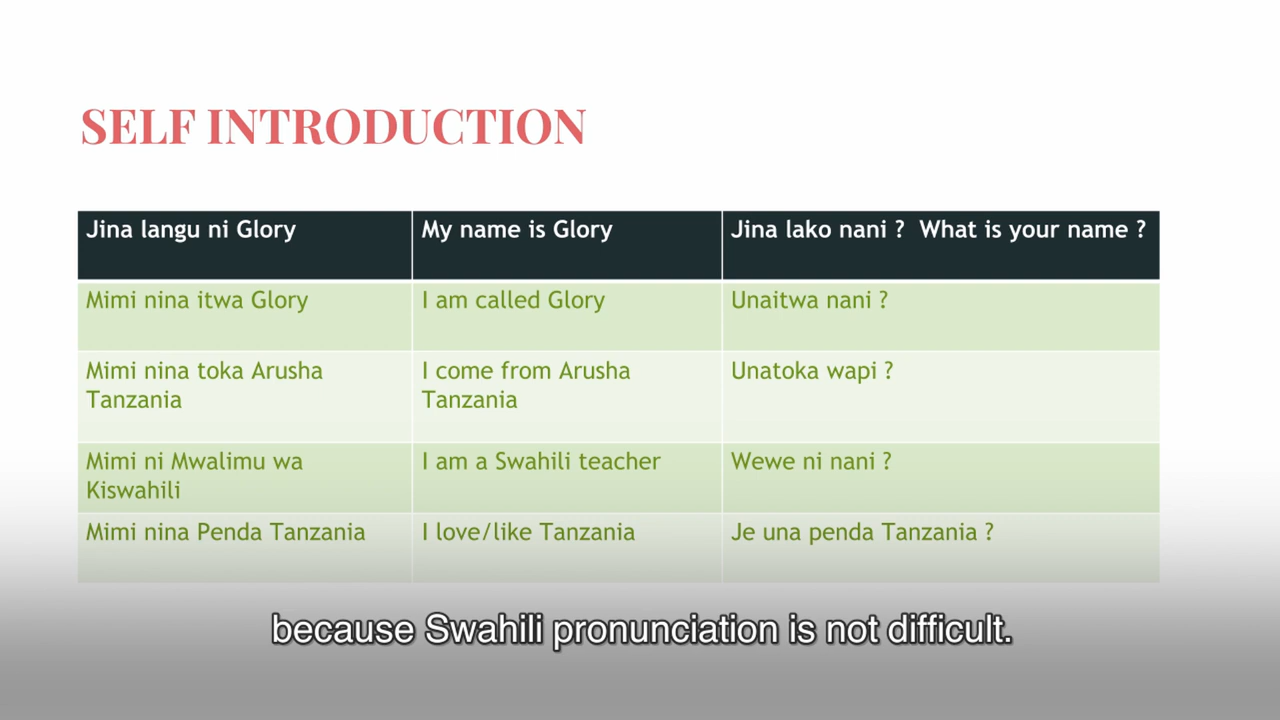 SELF INTRODUCTION
Jina langu ni Glory
My name is Glory
Jina lako nani ?  What is your name ?
Mimi nina itwa Glory
I am called Glory
Unaitwa nani ?
Mimi nina toka Arusha
Tanzania
I come from Arusha
Tanzania
Unatoka wapi ?
Mimi ni Mwalimu wa
Kiswahili
I am a Swahili teacher
Wewe ni nani ?
Mimi nina Penda Tanzania
I love/like Tanzania
Je una penda Tanzania ?
because Swahili pronunciation is not difficult.